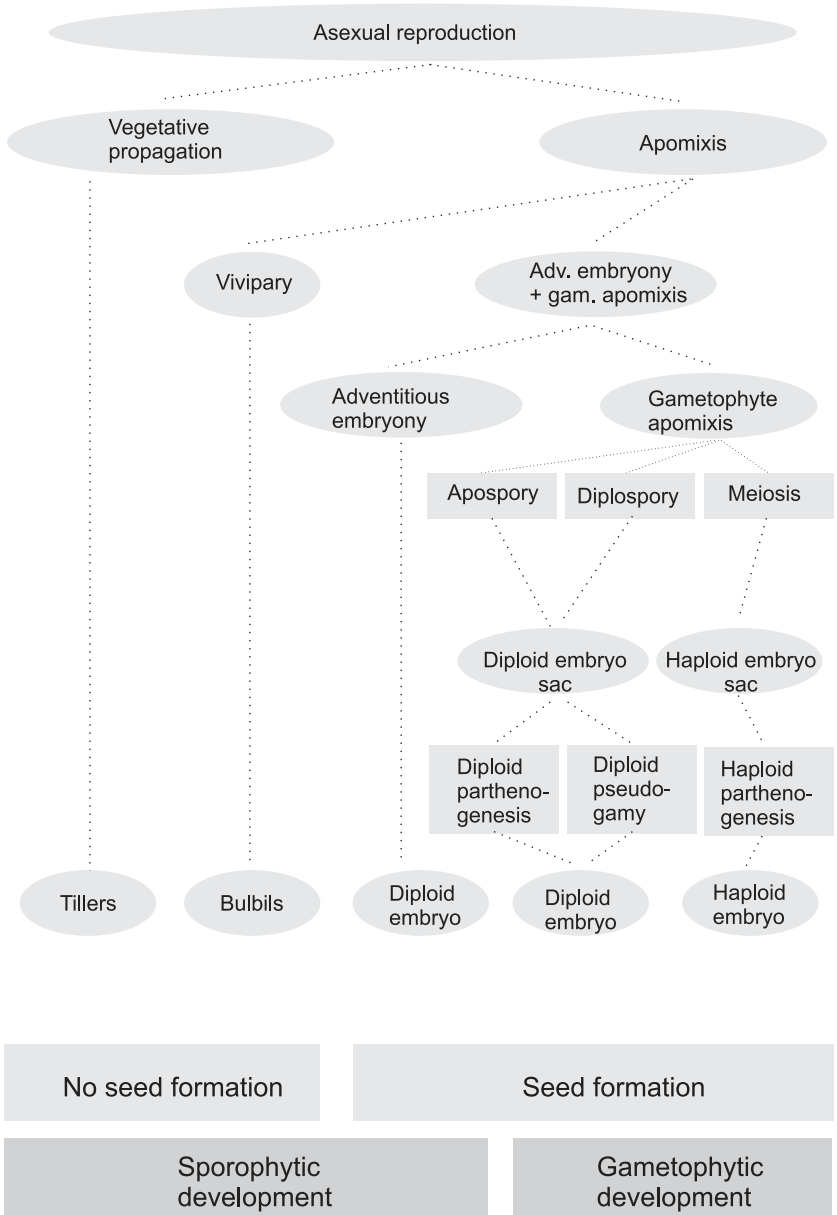 Asexual reproduction
Vegetative
propagation
Apomixis
Vivipary
Adv. embryony
+ gam. apomixis
Adventitious
embryony
Gametophyte
apomixis
Apospory
Diplospory
Meiosis
Diploid embryo
sac
Haploid embryo
sac
Diploid
partheno-
genesis
Diploid
pseudo-
gamy
Haploid
partheno-
genesis
Tillers
Bulbils
Diploid
embryo
Diploid
embryo
Haploid
embryo
No seed formation
Seed formation
Sporophytic
development
Gametophytic
development